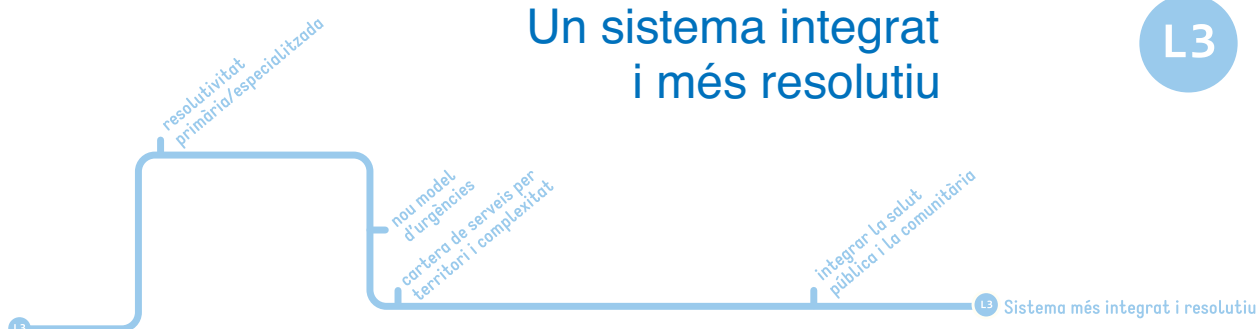 Un sistema integrat
i més resolutiu
L3
resolutivitat
primària/especialitzada
nou model
d'urgències
cartera de serveis per
territori i complexitat
integrar la salut
pública i la comunitària
L3 Sistema més integrat i resolutiu
L3